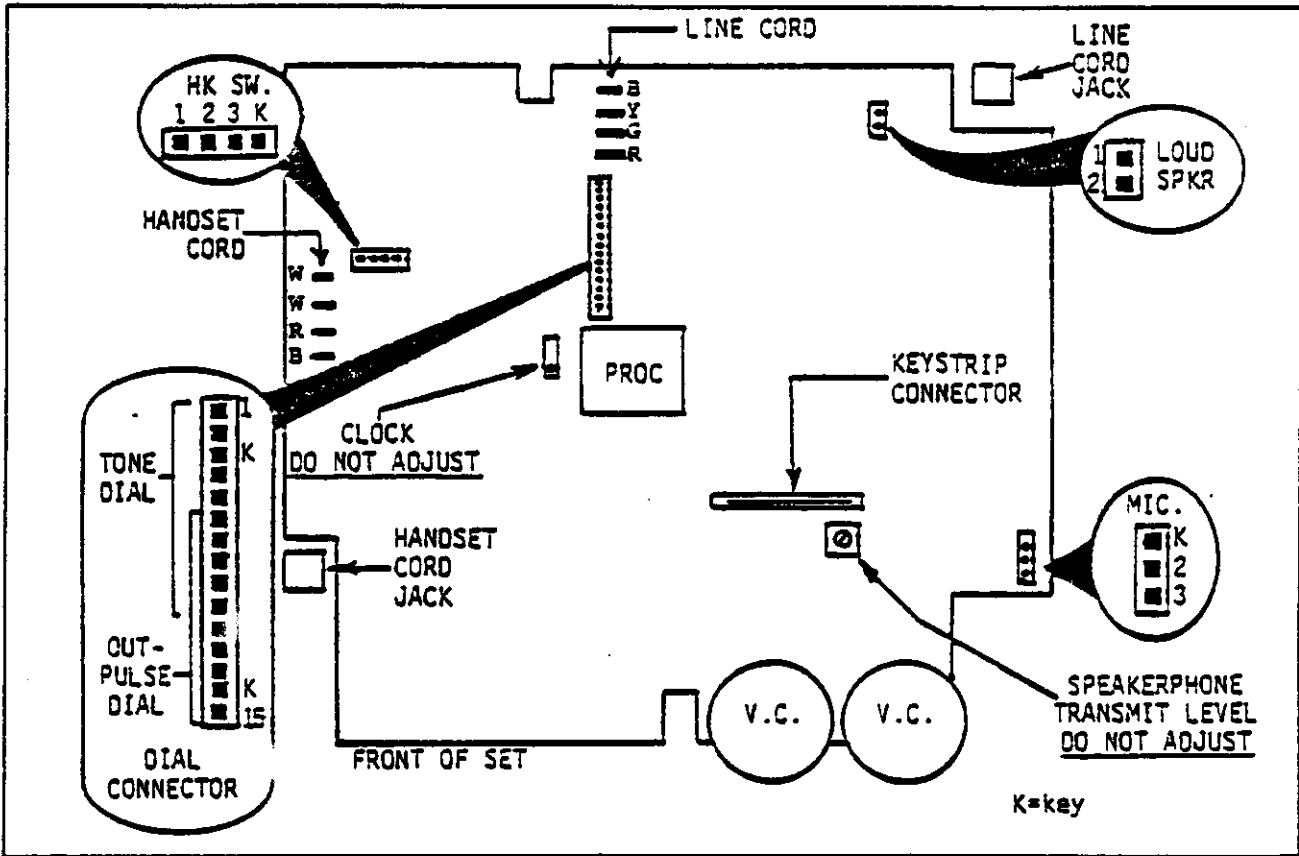 LINE CORD
LINE
CORD
JACK
HK SW.
1 2 3 K
B
Y
G
R
1
2
LOUD
SPKR
HANDSET
CORD
W
W
R
B
PROC
KEYSTRIP
CONNECTOR
CLOCK
DO NOT ADJUST
1
K
TONE
DIAL
HANDSET
CORD
JACK
MIC.
K
2
3
OUT-
PULSE
DIAL
K
15
DIAL
CONNECTOR
FRONT OF SET
V.C.
V.C.
SPEAKERPHONE
TRANSMIT LEVEL
DO NOT ADJUST
K=key